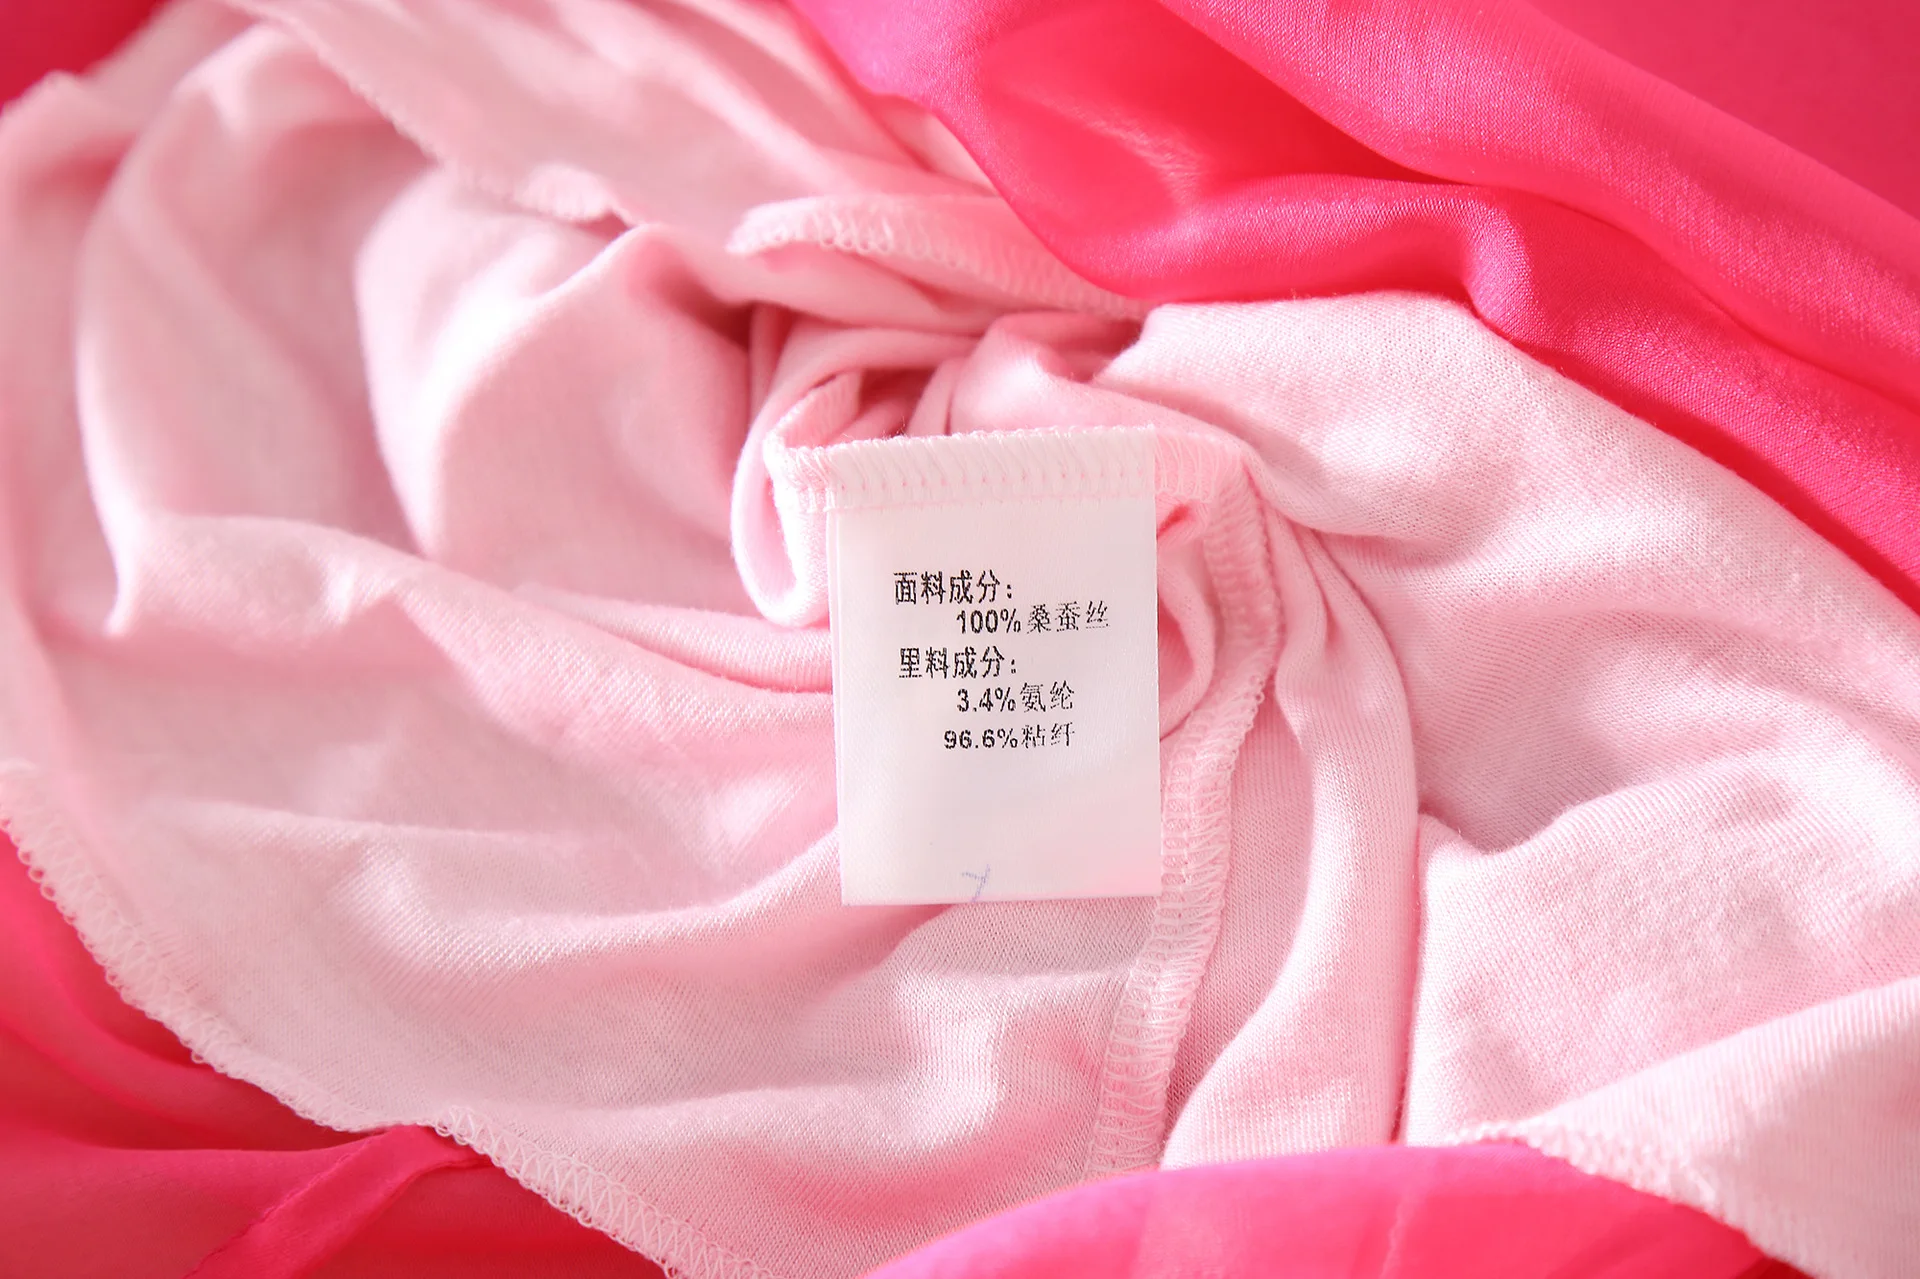 面料成分：
100%桑蚕丝
里料成分：
3.4%氨纶
96.6%粘纤